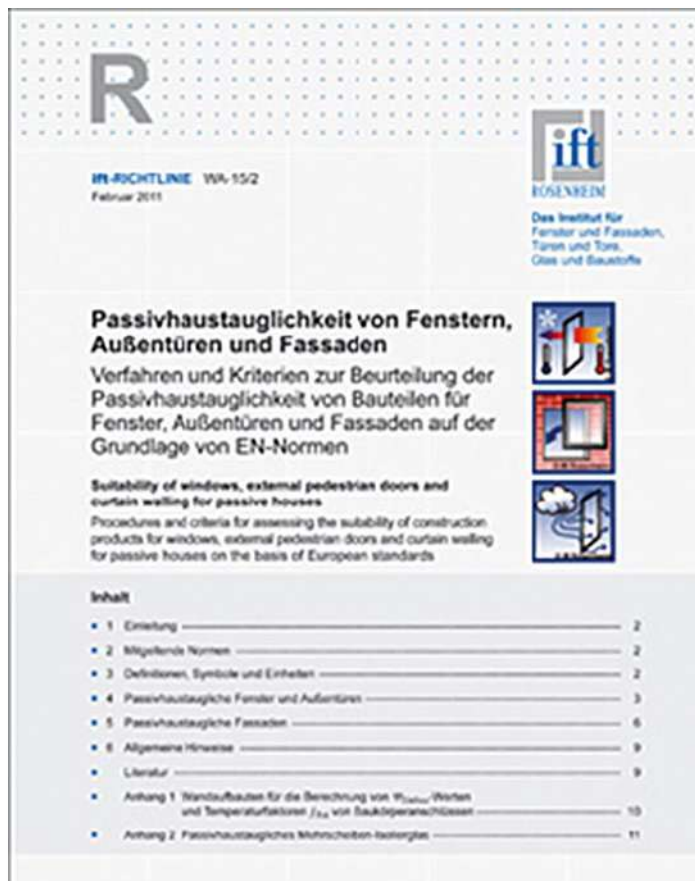 R
ift-RICHTLINIE WA-15/2
Februar 2011
ift
ROSENHEIM
Das Institut für
Fenster und Fassaden,
Türen und Tore,
Glas und Baustoffe
Passivhaustauglichkeit von Fenstern,
Außentüren und Fassaden
Verfahren und Kriterien zur Beurteilung der
Passivhaustauglichkeit von Bauteilen für
Fenster, Außentüren und Fassaden auf der
Grundlage von EN-Normen
Suitability of windows, external pedestrian doors and
curtain walling for passive houses
Procedures and criteria for assessing the suitability of construction
products for windows, external pedestrian doors and curtain walling
for passive houses on the basis of European standards
Inhalt
1 Einleitung 2
2 Mitgeltende Normen 2
3 Definitionen, Symbole und Einheiten 2
4 Passivhaustaugliche Fenster und Außentüren 3
5 Passivhaustaugliche Fassaden 6
6 Allgemeine Hinweise 9
Literatur 9
Anhang 1 Wandaufbauten für die Berechnung von -Werten
und Temperaturfaktoren von Baukörperanschlüssen 10
Anhang 2 Passivhaustaugliches Mehrscheiben-Isolierglas 11